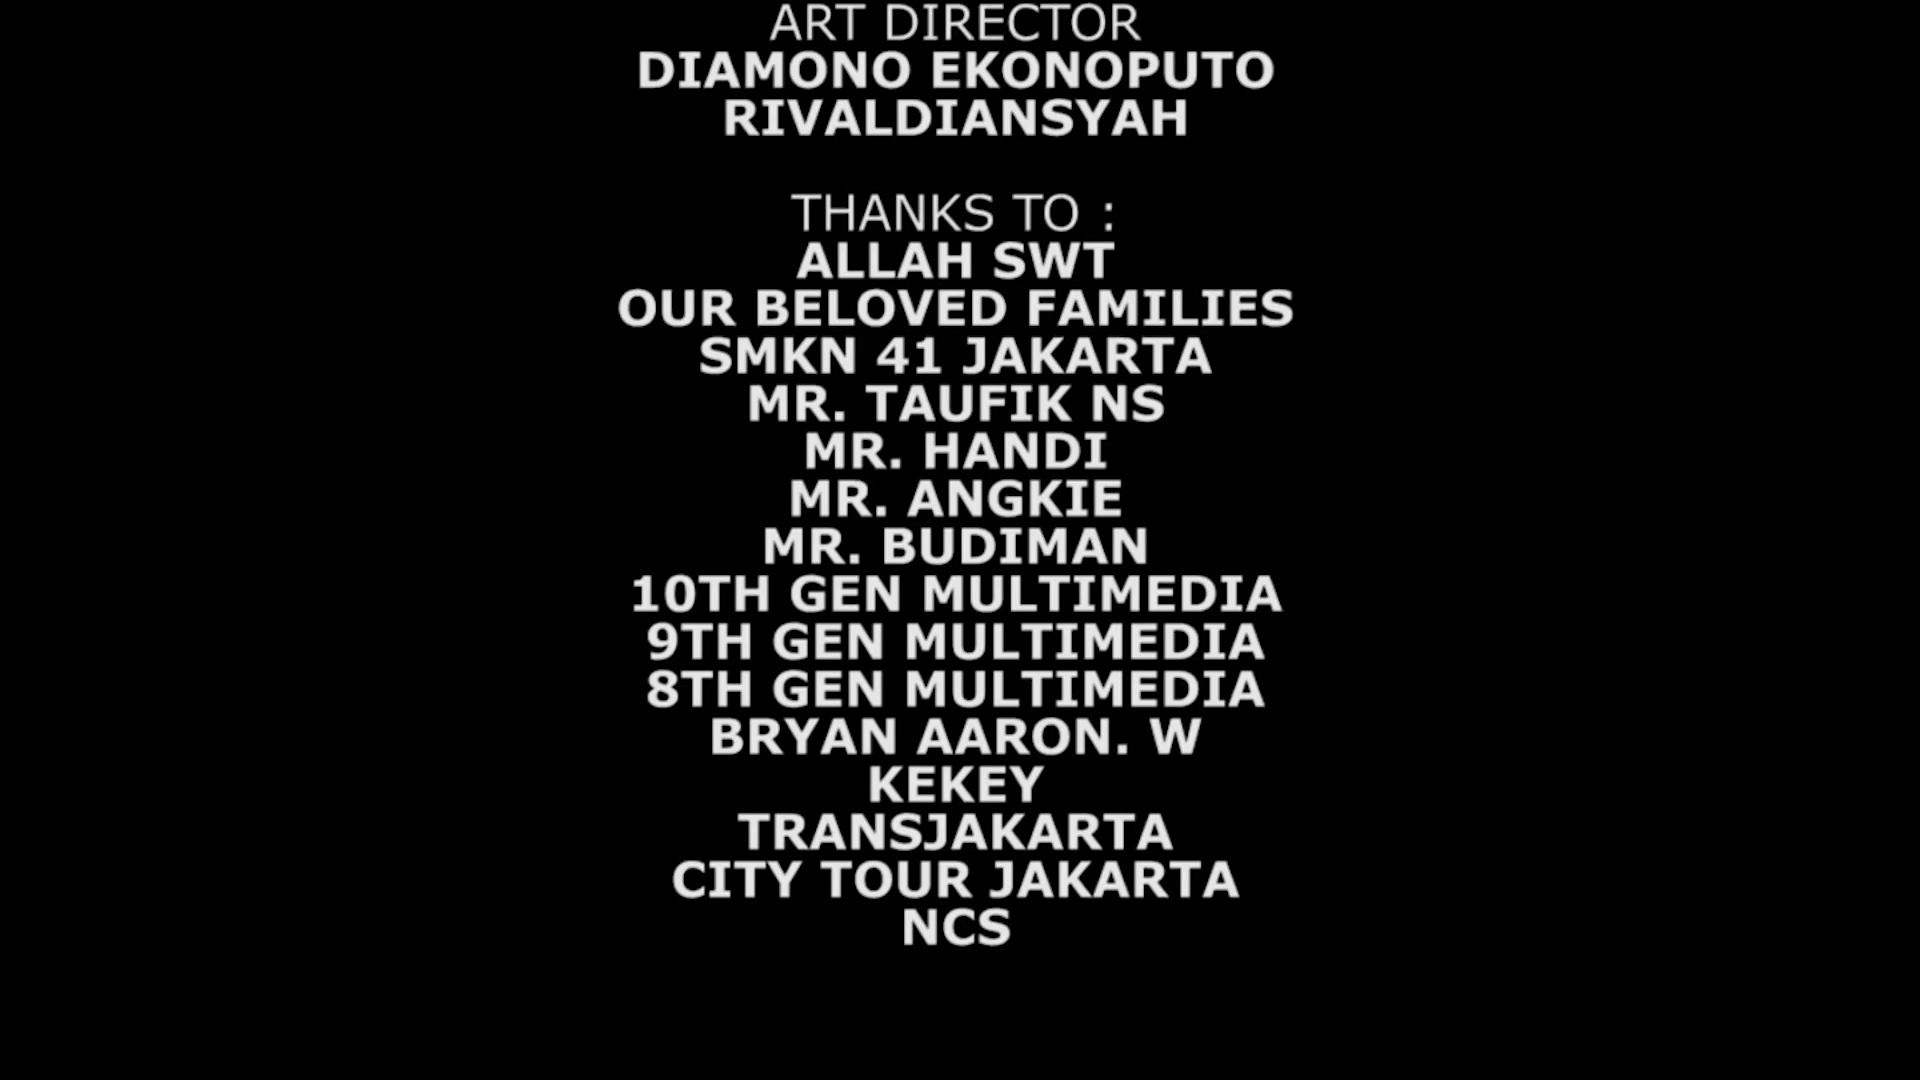 ART DIRECTOR
DIAMONO EKONOPUTO
RIVALDIANSYAH
THANKS TO :
ALLAH SWT
OUR BELOVED FAMILIES
SMKN 41 JAKARTA
MR. TAUFIK NS
MR. HANDI
MR. ANGKIE
MR. BUDIMAN
10TH GEN MULTIMEDIA
9TH GEN MULTIMEDIA
8TH GEN MULTIMEDIA
BRYAN AARON. W
KEKEY
TRANSJAKARTA
CITY TOUR JAKARTA
NCS